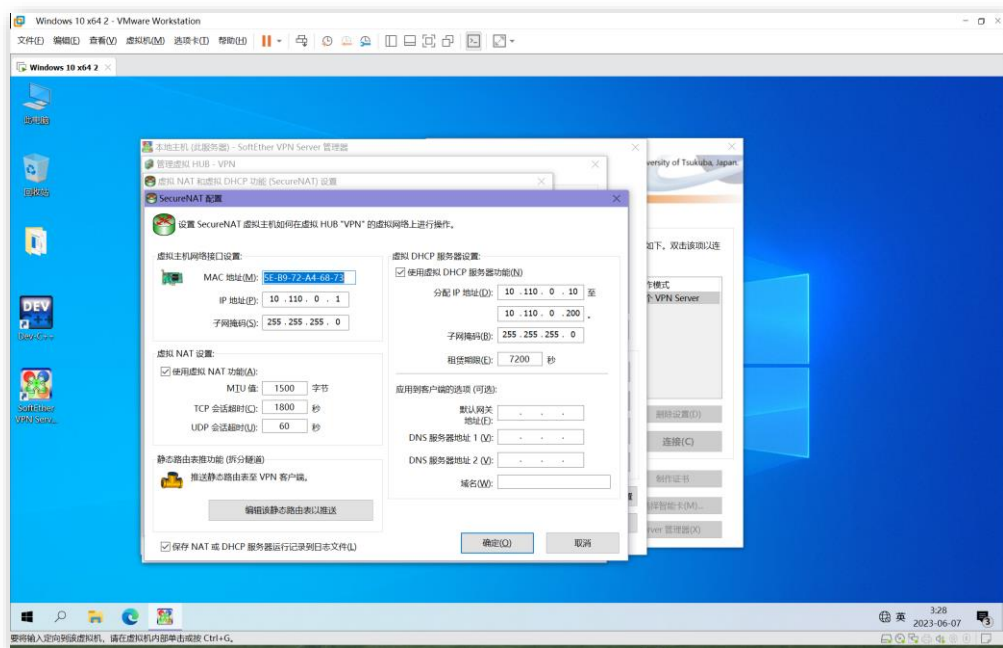 Windows 10 x64 2 - VMware Workstation
文件(F) 编辑(E) 查看(V) 虚拟机(M) 选项卡(T) 帮助(H)
Windows 10 x64 2
此电脑
回收站
DEV
Dev-C++
SoftEther
VPN Serv...
本地主机 (此服务器) - SoftEther VPN Server 管理器
管理虚拟 HUB - VPN
虚拟 NAT 和虚拟 DHCP 功能 (SecureNAT) 设置
versity of Tsukuba, Japan.
SecureNAT 配置
设置 SecureNAT 虚拟主机如何在虚拟 HUB "VPN" 的虚拟网络上进行操作。
虚拟主机网络接口设置:
MAC 地址(M): 5E-B9-72-A4-68-73
IP 地址(P): 10 . 110 . 0 . 1
子网掩码(S): 255 . 255 . 255 . 0
虚拟 NAT 设置:
使用虚拟 NAT 功能(A):
MTU 值: 1500 字节
TCP 会话超时(C): 1800 秒
UDP 会话超时(U): 60 秒
静态路由表推功能 (拆分隧道)
推送静态路由表至 VPN 客户端。
编辑该静态路由表以推送
保存 NAT 或 DHCP 服务器运行记录到日志文件(L)
虚拟 DHCP 服务器设置:
使用虚拟 DHCP 服务器功能(N)
分配 IP 地址(D): 10 . 110 . 0 . 10 至
10 . 110 . 0 . 200 。
子网掩码(B): 255 . 255 . 255 . 0
租赁期限(E): 7200 秒
应用到客户端的选项 (可选):
默认网关
地址(F):
DNS 服务器地址 1 (V):
DNS 服务器地址 2 (V):
域名(W):
确定(O) 取消
如下，双击该项以连
作模式
VPN Server
删除设置(D)
连接(C)
制作证书
选择智能卡(M)...
rver 管理器(X)
英
3:28
2023-06-07
3
要将输入定向到该虚拟机，请在虚拟机内部单击或按 Ctrl+G。